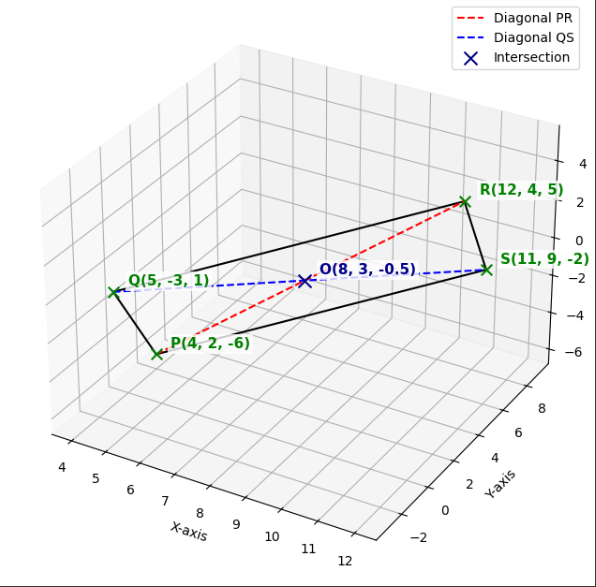 Diagonal PR
Diagonal QS
Intersection
R(12, 4, 5)
S(11, 9, -2)
Q(5, -3, 1)
O(8, 3, -0.5)
P(4, 2, -6)
4
2
0
−2
−4
−6
8
6
4
2
0
−2
Y-axis
4
5
6
7
8
9
10
11
12
X-axis